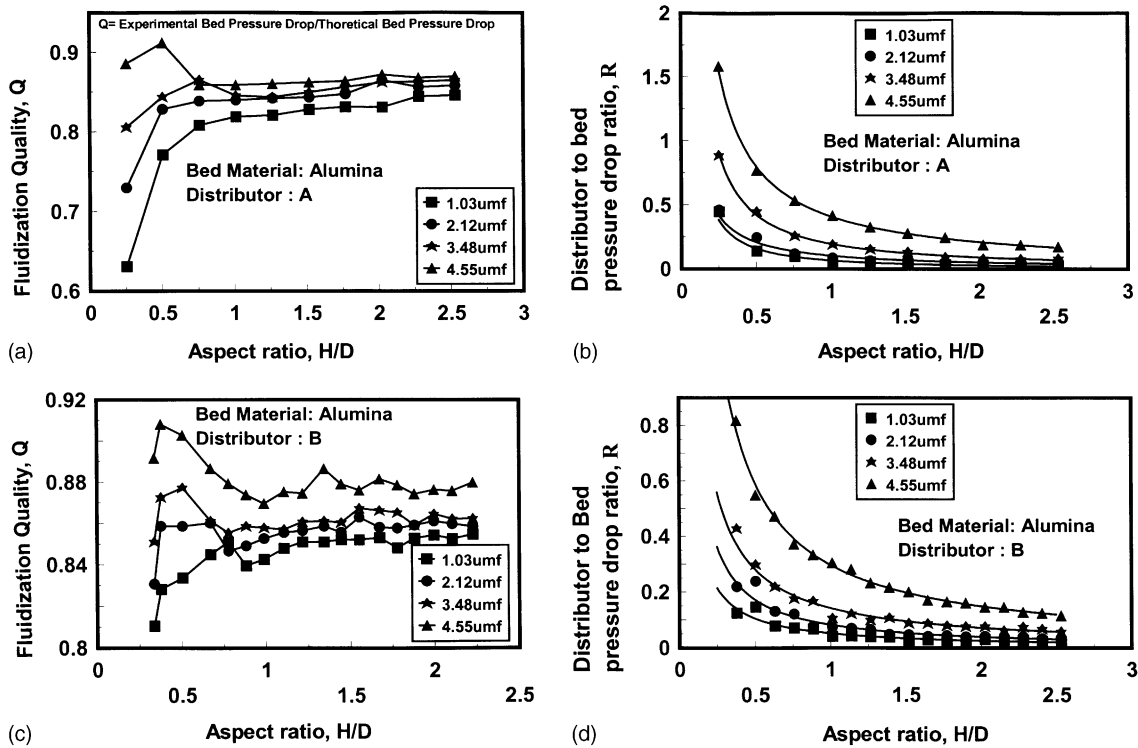 Q= Experimental Bed Pressure Drop/Thoretical Bed Pressure Drop
0.9
0.8
0.7
0.6
Fluidization Quality, Q
Bed Material: Alumina
Distributor : A
1.03umf
2.12umf
3.48umf
4.55umf
0
0.5
1
1.5
2
2.5
3
(a)
Aspect ratio, H/D
2
1.5
1
0.5
0
Distributor to bed
pressure drop ratio, R
1.03umf
2.12umf
3.48umf
4.55umf
Bed Material: Alumina
Distributor : A
0
1
2
3
0.5
1.5
2.5
(b)
Aspect ratio, H/D
0.92
0.88
0.84
0.8
Fluidization Quality, Q
Bed Material: Alumina
Distributor : B
1.03umf
2.12umf
3.48umf
4.55umf
0
1
2
0.5
1.5
2.5
(c)
Aspect ratio, H/D
0.8
0.6
0.4
0.2
0
Distributor to Bed
pressure drop ratio, R
1.03umf
2.12umf
3.48umf
4.55umf
Bed Material: Alumina
Distributor : B
0
1
2
3
0.5
1.5
2.5
(d)
Aspect ratio, H/D